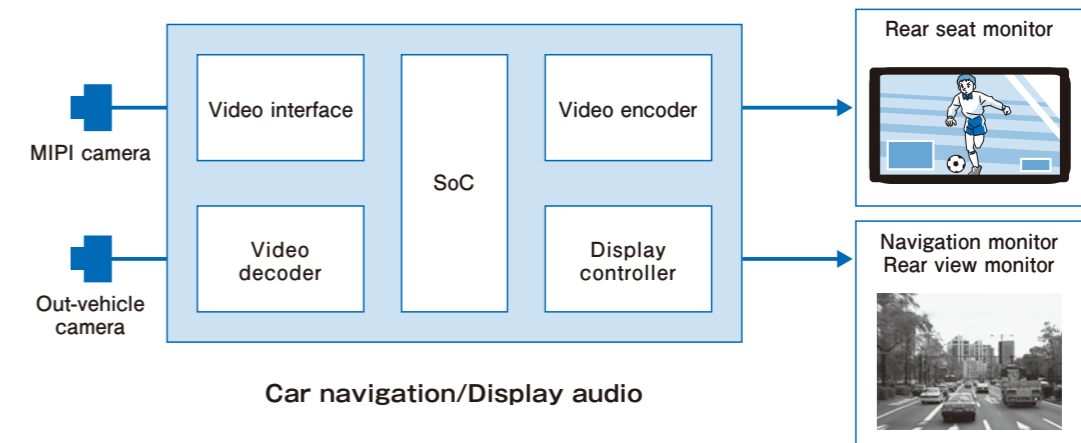 Rear seat monitor
Video interface
Video encoder
MIPI camera
SoC
Video
decoder
Display
controller
Navigation monitor
Rear view monitor
Out-vehicle
camera
Car navigation/Display audio